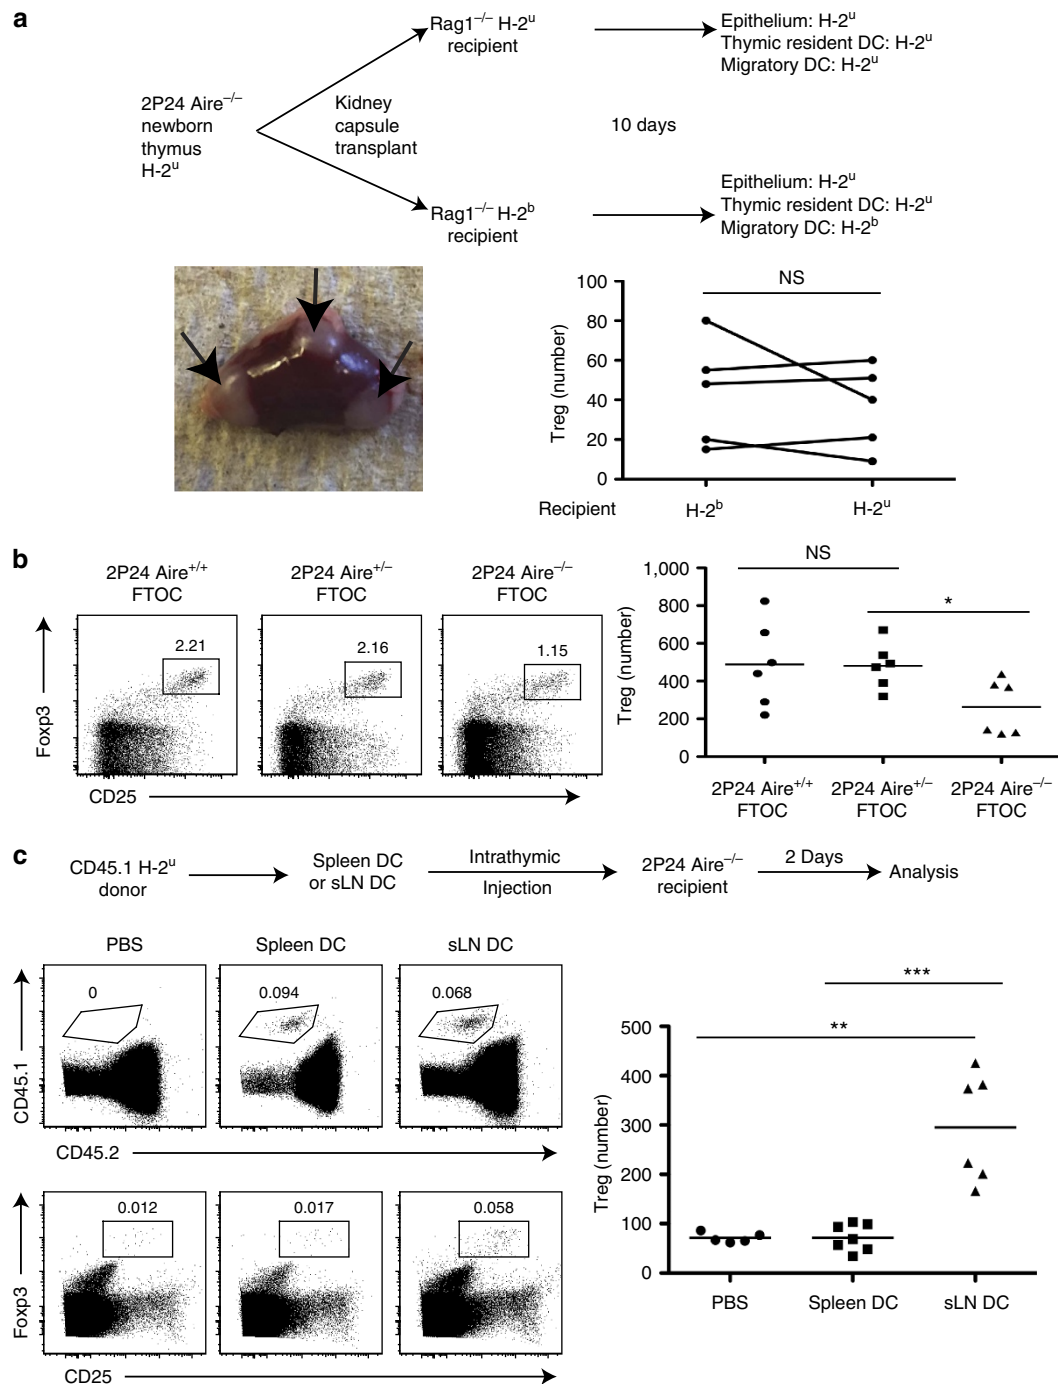 a
Rag1–/– H-2u
recipient
Epithelium: H-2u
Thymic resident DC: H-2u
Migratory DC: H-2u
2P24 Aire–/–
newborn
thymus
H-2u
Kidney
capsule
transplant
10 days
Rag1–/– H-2b
recipient
Epithelium: H-2u
Thymic resident DC: H-2u
Migratory DC: H-2b
NS
100
80
60
40
20
0
Treg (number)
Recipient
H-2b
H-2u
b
2P24 Aire+/+
FTOC
2P24 Aire+/–
FTOC
2P24 Aire–/–
FTOC
2.21
2.16
1.15
Foxp3
CD25
NS
*
1,000
800
600
400
200
0
Treg (number)
2P24 Aire+/+
FTOC
2P24 Aire+/–
FTOC
2P24 Aire–/–
FTOC
c
CD45.1 H-2u
donor
Spleen DC
or sLN DC
Intrathymic
Injection
2P24 Aire–/–
recipient
2 Days
Analysis
PBS
Spleen DC
sLN DC
0
0.094
0.068
CD45.1
CD45.2
0.012
0.017
0.058
Foxp3
CD25
***
**
500
400
300
200
100
0
Treg (number)
PBS
Spleen DC
sLN DC